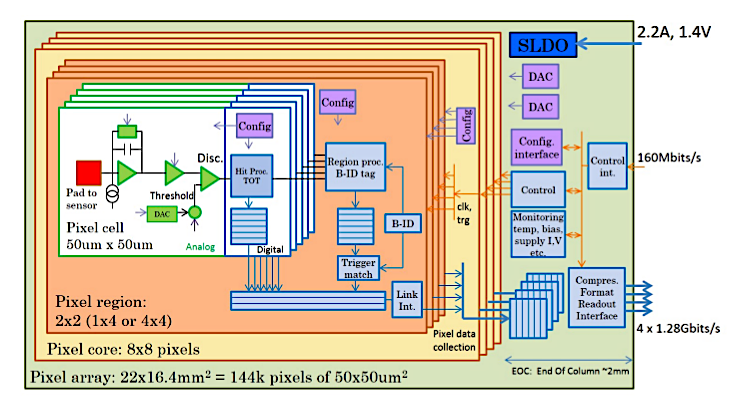 2.2A, 1.4V
SLDO
DAC
DAC
Config
Config
Config
Disc.
Config.
interface
Control
int.
160Mbits/s
Hit Proc.
TOT
Region proc.
B-ID tag
Pad to
sensor
Threshold
DAC
Control
clk,
trg
B-ID
Monitoring
temp, bias,
supply I,V
etc.
Pixel cell
50um x 50um
Analog
Digital
Trigger
match
Link
Int.
Compres.
Format
Readout
Interface
Pixel region:
2x2 (1x4 or 4x4)
4 x 1.28Gbits/s
Pixel data
collection
Pixel core: 8x8 pixels
EOC: End Of Column ~2mm
Pixel array: 22x16.4mm² = 144k pixels of 50x50um²